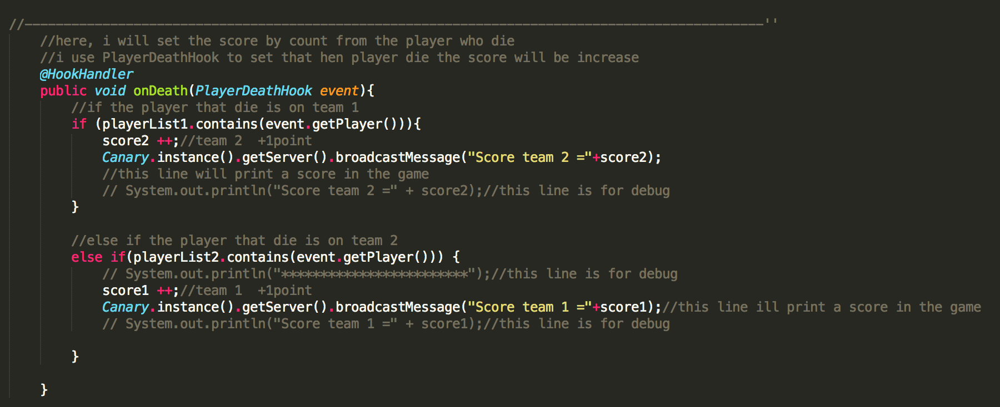 //-----------------------------------------------------------------------------------------------''
//here, i will set the score by count from the player who die
//i use PlayerDeathHook to set that hen player die the score will be increase
@HookHandler
public void onDeath(PlayerDeathHook event){
//if the player that die is on team 1
if (playerList1.contains(event.getPlayer())){
score2 ++;//team 2  +1point
Canary.instance().getServer().broadcastMessage("Score team 2 ="+score2);
//this line will print a score in the game
// System.out.println("Score team 2 =" + score2);//this line is for debug
}
//else if the player that die is on team 2
else if(playerList2.contains(event.getPlayer())) {
// System.out.println("************************");//this line is for debug
score1 ++;//team 1  +1point
Canary.instance().getServer().broadcastMessage("Score team 1 ="+score1);//this line ill print a score in the game
// System.out.println("Score team 1 =" + score1);//this line is for debug
}
}